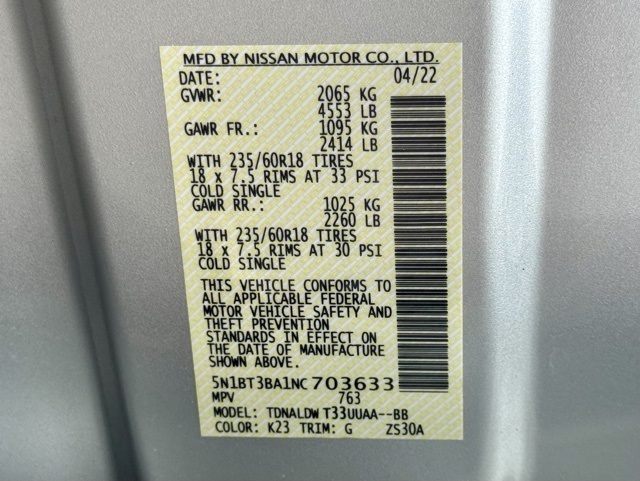 MFD BY NISSAN MOTOR CO., LTD.
DATE: 04/22
GVWR: 2065 KG
4553 LB
GAWR FR.: 1095 KG
2414 LB
WITH 235/60R18 TIRES
18 x 7.5 RIMS AT 33 PSI
COLD SINGLE
GAWR RR.: 1025 KG
2260 LB
WITH 235/60R18 TIRES
18 x 7.5 RIMS AT 30 PSI
COLD SINGLE
THIS VEHICLE CONFORMS TO
ALL APPLICABLE FEDERAL
MOTOR VEHICLE SAFETY AND
THEFT PREVENTION
STANDARDS IN EFFECT ON
THE DATE OF MANUFACTURE
SHOWN ABOVE.
5N1BT3BA1NC703633
MPV 763
MODEL: TDNALDW T33UUAA--BB
COLOR: K23 TRIM: G ZS30A